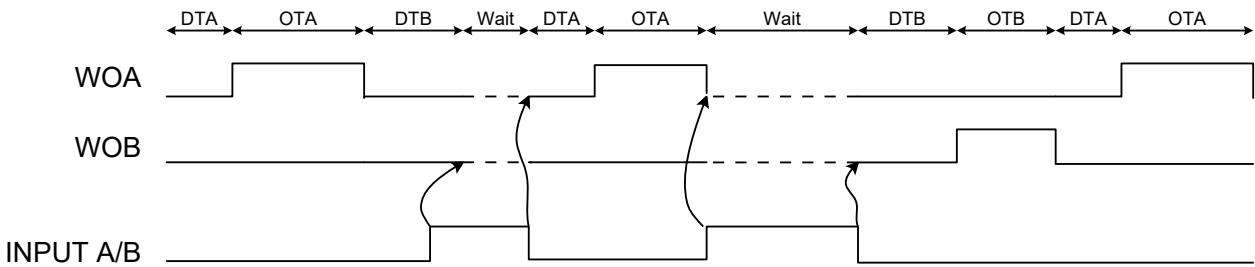 DTA OTA DTB Wait DTA OTA Wait DTB OTB DTA OTA
WOA
WOB
INPUT A/B